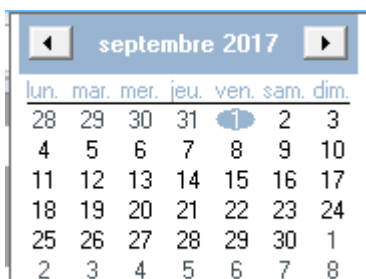 septembre 2017
lun. mar. mer. jeu. ven. sam. dim.
28 29 30 31 1 2 3
4 5 6 7 8 9 10
11 12 13 14 15 16 17
18 19 20 21 22 23 24
25 26 27 28 29 30 1
2 3 4 5 6 7 8